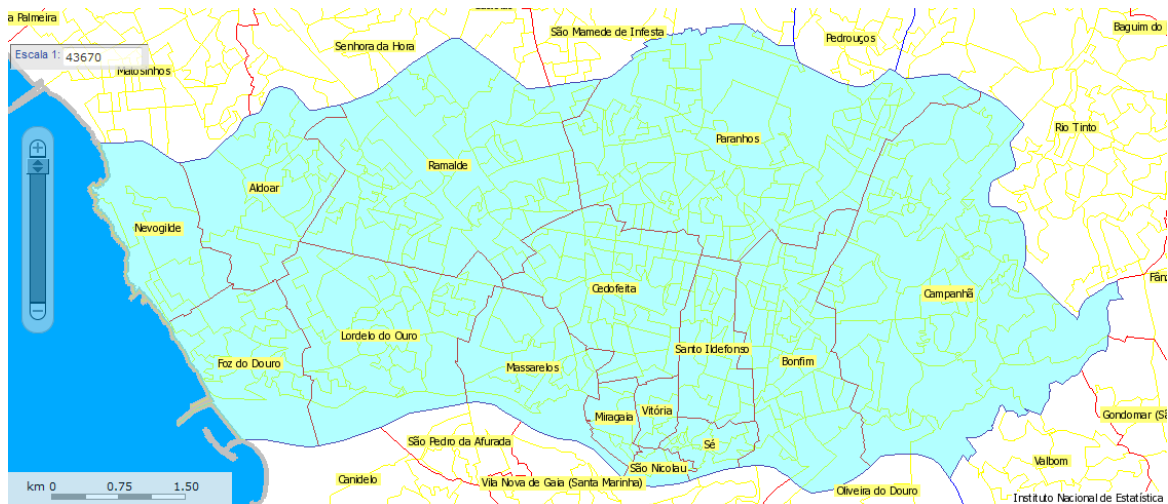 a Palmeira
São Mamede de Infesta
Senhora da Hora
Pedrouços
Baguim do
Escala 1: 43670
Matosinhos
Rio Tinto
Paranhos
Ramalde
Aldoar
Nevogilde
Fân
Cedofeita
Campanhã
Lordelo do Ouro
Santo Ildefonso
Foz do Douro
Massarelos
Bonfim
Miragaia
Vitória
Gondomar (Sã
São Pedro da Afurada
Sé
São Nicolau
Valbom
Canidelo
Vila Nova de Gaia (Santa Marinha)
Oliveira do Douro
km 0 0.75 1.50
Instituto Nacional de Estatística